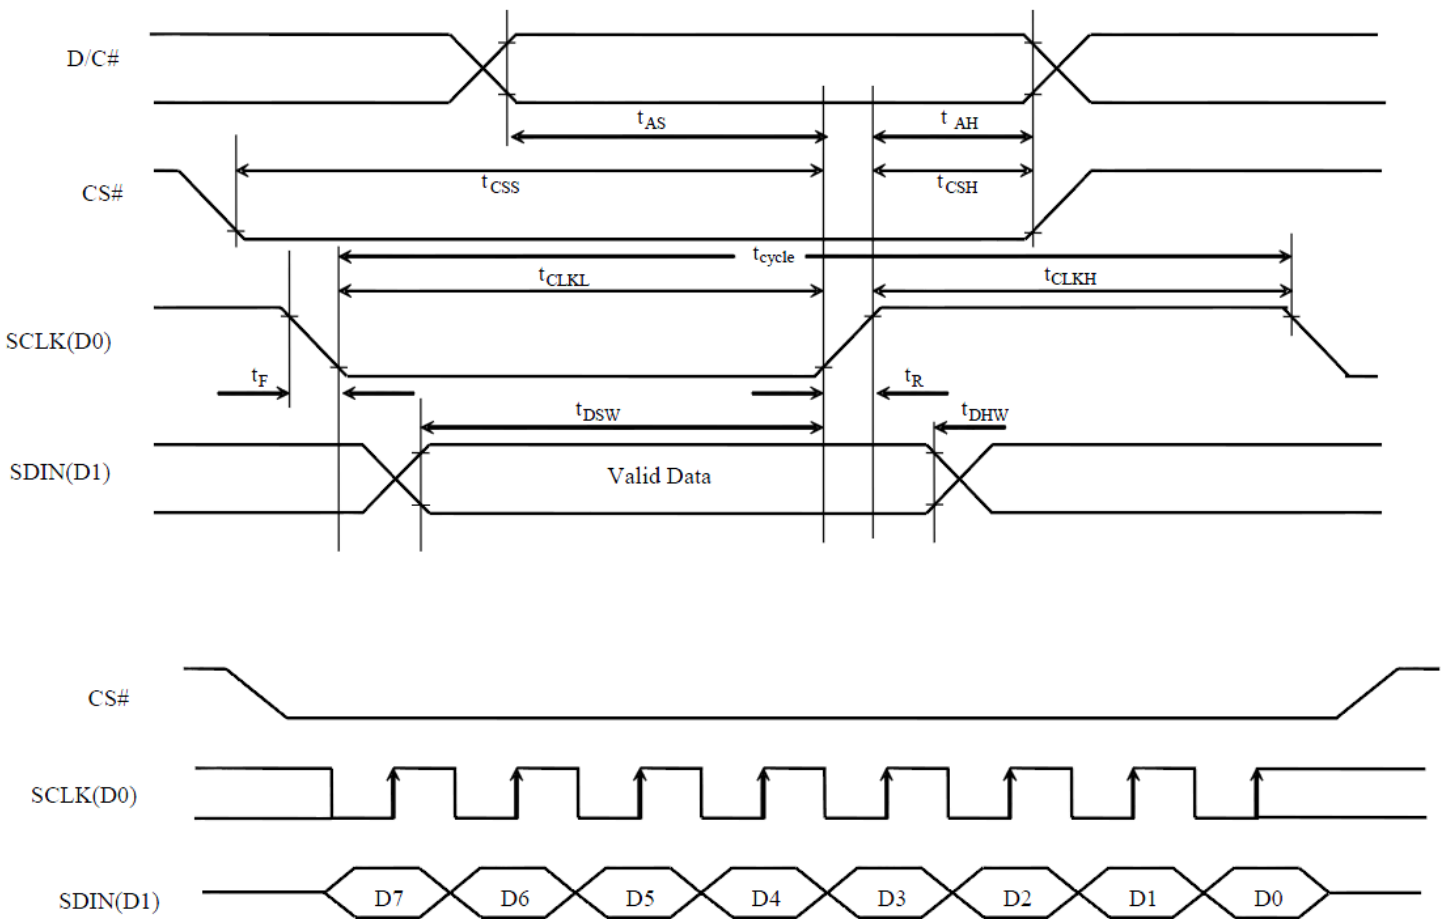 D/C#
tAS
t AH
CS#
tCSS
tCSH
tcycle
tCLKL
tCLKH
SCLK(D0)
tF
tR
tDSW
tDHW
SDIN(D1)
Valid Data
CS#
SCLK(D0)
SDIN(D1)
D7 D6 D5 D4 D3 D2 D1 D0